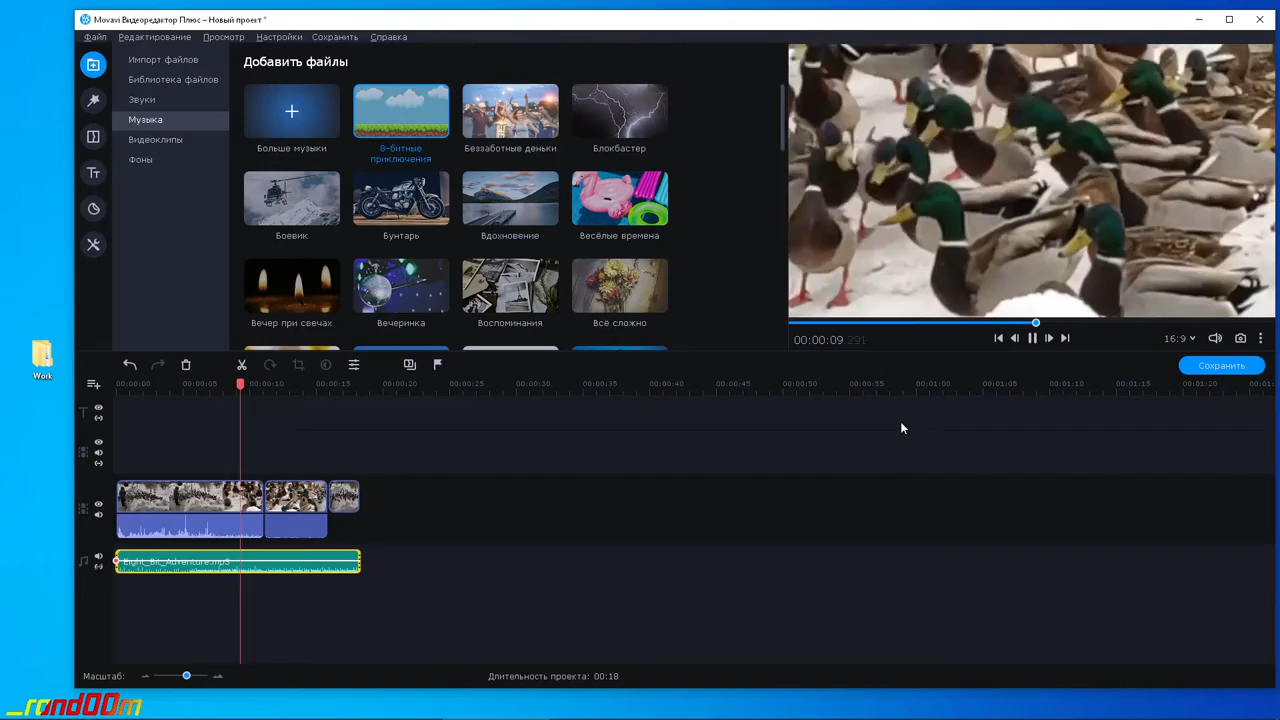 Movavi Видеоредактор Плюс – Новый проект *
Файл Редактирование Просмотр Настройки Сохранить Справка
Импорт файлов
Библиотека файлов
Звуки
Музыка
Видеоклипы
Фоны
Добавить файлы
Больше музыки
8-битные приключения
Беззаботные деньки
Блокбастер
Боевик
Бунтарь
Вдохновение
Весёлые времена
Вечер при свечах
Вечеринка
Воспоминания
Всё сложно
00:00:09.291
16:9
Сохранить
00:00:00 00:00:05 00:00:10 00:00:15 00:00:20 00:00:25 00:00:30 00:00:35 00:00:40 00:00:45 00:00:50 00:00:55 00:01:00 00:01:05 00:01:10 00:01:15 00:01:20
Eight_Bit_Adventure.mp3
Масштаб:
Длительность проекта: 00:18
Work
_rand00m